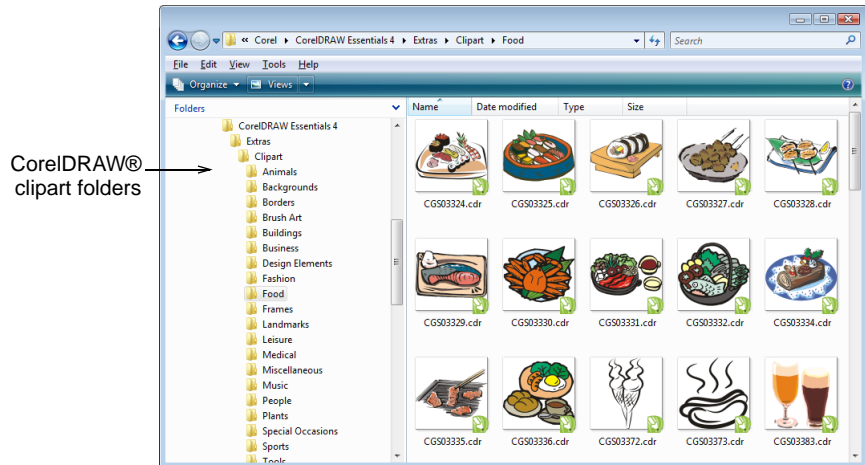 « Corel ▸ CorelDRAW Essentials 4 ▸ Extras ▸ Clipart ▸ Food
Search
File Edit View Tools Help
Organize Views
Folders
Name Date modified Type Size
CorelDRAW®
clipart folders
CorelDRAW Essentials 4
Extras
Clipart
Animals
Backgrounds
Borders
Brush Art
Buildings
Business
Design Elements
Fashion
Food
Frames
Landmarks
Leisure
Medical
Miscellaneous
Music
People
Plants
Special Occasions
Sports
Tools
CGS03324.cdr CGS03325.cdr CGS03326.cdr CGS03327.cdr CGS03328.cdr
CGS03329.cdr CGS03330.cdr CGS03331.cdr CGS03332.cdr CGS03334.cdr
CGS03335.cdr CGS03336.cdr CGS03372.cdr CGS03373.cdr CGS03383.cdr